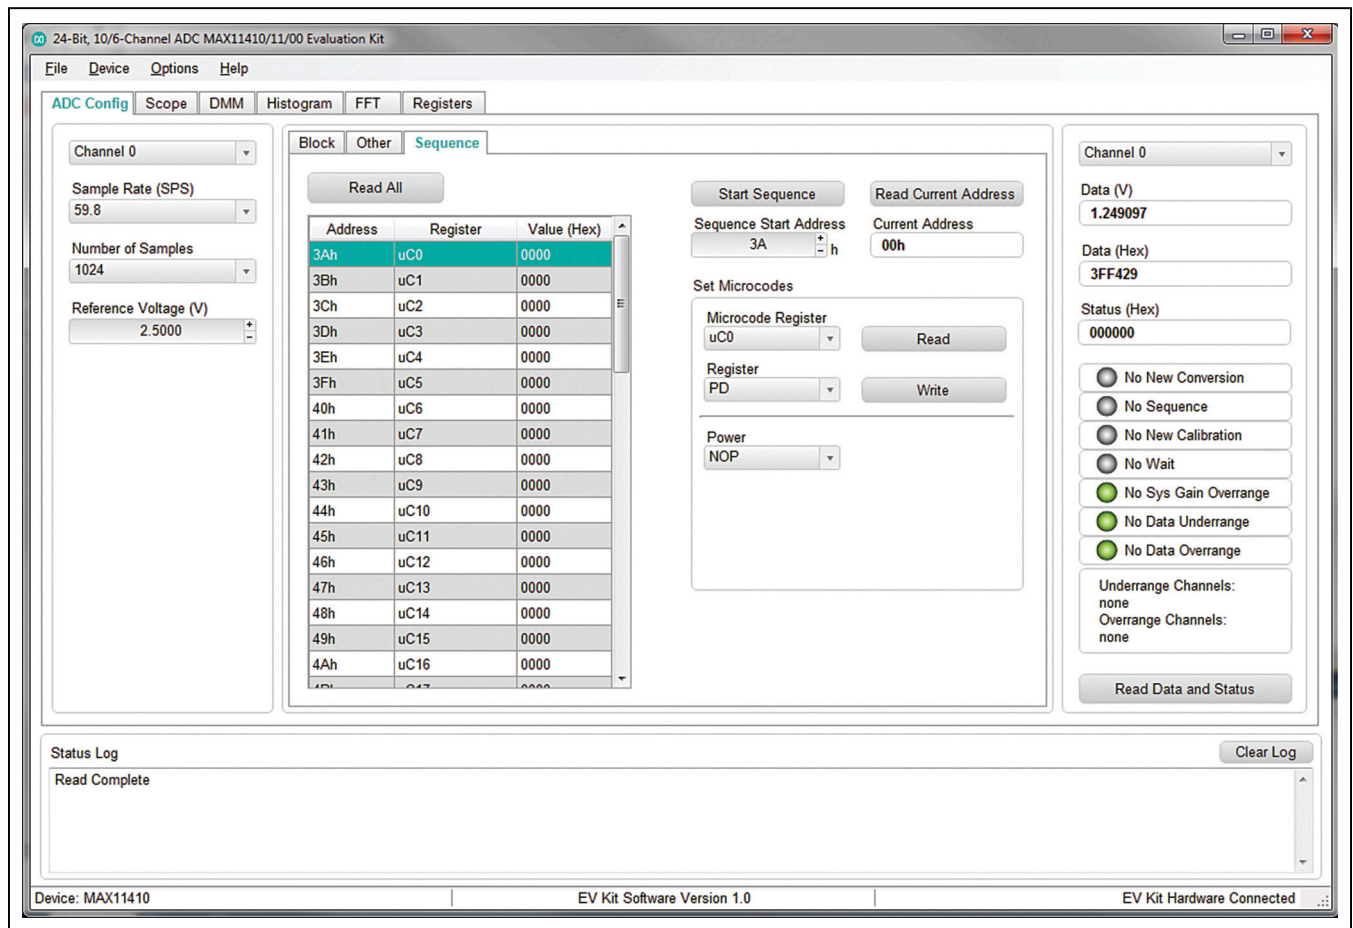 24-Bit, 10/6-Channel ADC MAX11410/11/00 Evaluation Kit
File Device Options Help
ADC Config Scope DMM Histogram FFT Registers
Channel 0
Sample Rate (SPS)
59.8
Number of Samples
1024
Reference Voltage (V)
2.5000
Block Other Sequence
Read All
Address Register Value (Hex)
3Ah uC0 0000
3Bh uC1 0000
3Ch uC2 0000
3Dh uC3 0000
3Eh uC4 0000
3Fh uC5 0000
40h uC6 0000
41h uC7 0000
42h uC8 0000
43h uC9 0000
44h uC10 0000
45h uC11 0000
46h uC12 0000
47h uC13 0000
48h uC14 0000
49h uC15 0000
4Ah uC16 0000
Start Sequence Read Current Address
Sequence Start Address Current Address
3A h 00h
Set Microcodes
Microcode Register
uC0 Read
Register
PD Write
Power
NOP
Channel 0
Data (V)
1.249097
Data (Hex)
3FF429
Status (Hex)
000000
No New Conversion
No Sequence
No New Calibration
No Wait
No Sys Gain Overrange
No Data Underrange
No Data Overrange
Underrange Channels:
none
Overrange Channels:
none
Read Data and Status
Status Log Clear Log
Read Complete
Device: MAX11410 EV Kit Software Version 1.0 EV Kit Hardware Connected